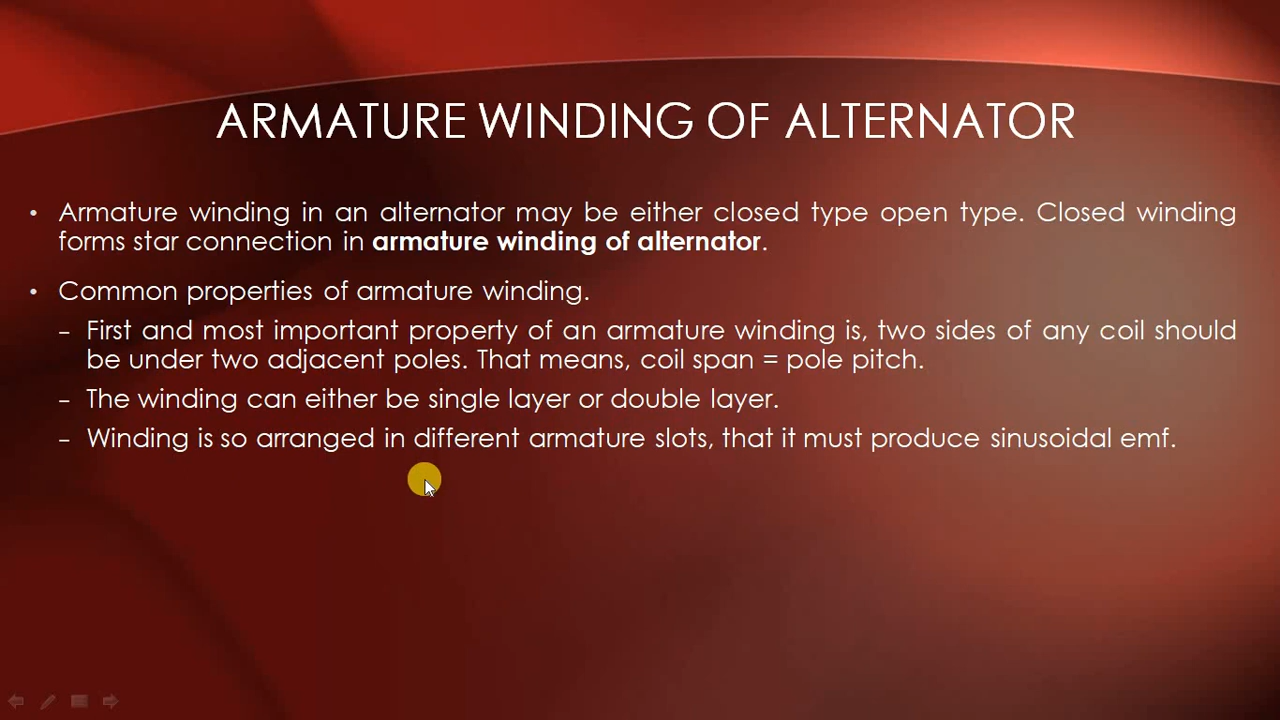 ARMATURE WINDING OF ALTERNATOR
• Armature winding in an alternator may be either closed type open type. Closed winding
forms star connection in armature winding of alternator.
• Common properties of armature winding.
– First and most important property of an armature winding is, two sides of any coil should
be under two adjacent poles. That means, coil span = pole pitch.
– The winding can either be single layer or double layer.
– Winding is so arranged in different armature slots, that it must produce sinusoidal emf.